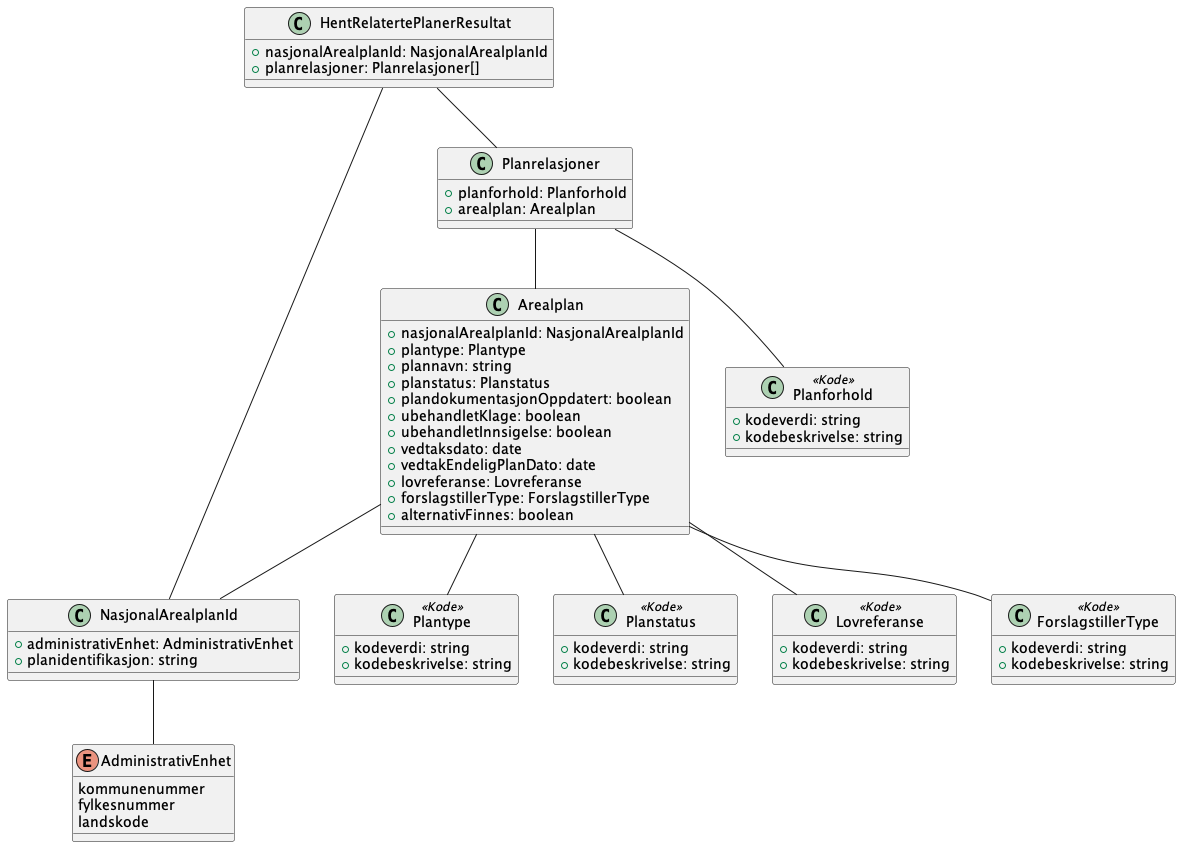 C HentRelatertePlanerResultat
nasjonalArealplanId: NasjonalArealplanId
planrelasjoner: Planrelasjoner[]
C Planrelasjoner
planforhold: Planforhold
arealplan: Arealplan
C Arealplan
nasjonalArealplanId: NasjonalArealplanId
plantype: Plantype
plannavn: string
planstatus: Planstatus
plandokumentasjonOppdatert: boolean
ubehandletKlage: boolean
ubehandletInnsigelse: boolean
vedtaksdato: date
vedtakEndeligPlanDato: date
lovreferanse: Lovreferanse
forslagstillerType: ForslagstillerType
alternativFinnes: boolean
C «Kode»
Planforhold
kodeverdi: string
kodebeskrivelse: string
C NasjonalArealplanId
administrativEnhet: AdministrativEnhet
planidentifikasjon: string
C «Kode»
Plantype
kodeverdi: string
kodebeskrivelse: string
C «Kode»
Planstatus
kodeverdi: string
kodebeskrivelse: string
C «Kode»
Lovreferanse
kodeverdi: string
kodebeskrivelse: string
C «Kode»
ForslagstillerType
kodeverdi: string
kodebeskrivelse: string
E AdministrativEnhet
kommunenummer
fylkesnummer
landskode